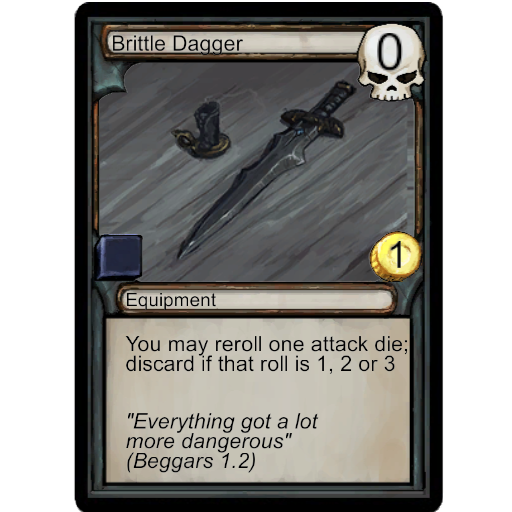 Brittle Dagger
0
1
Equipment
You may reroll one attack die;
discard if that roll is 1, 2 or 3
"Everything got a lot
more dangerous"
(Beggars 1.2)